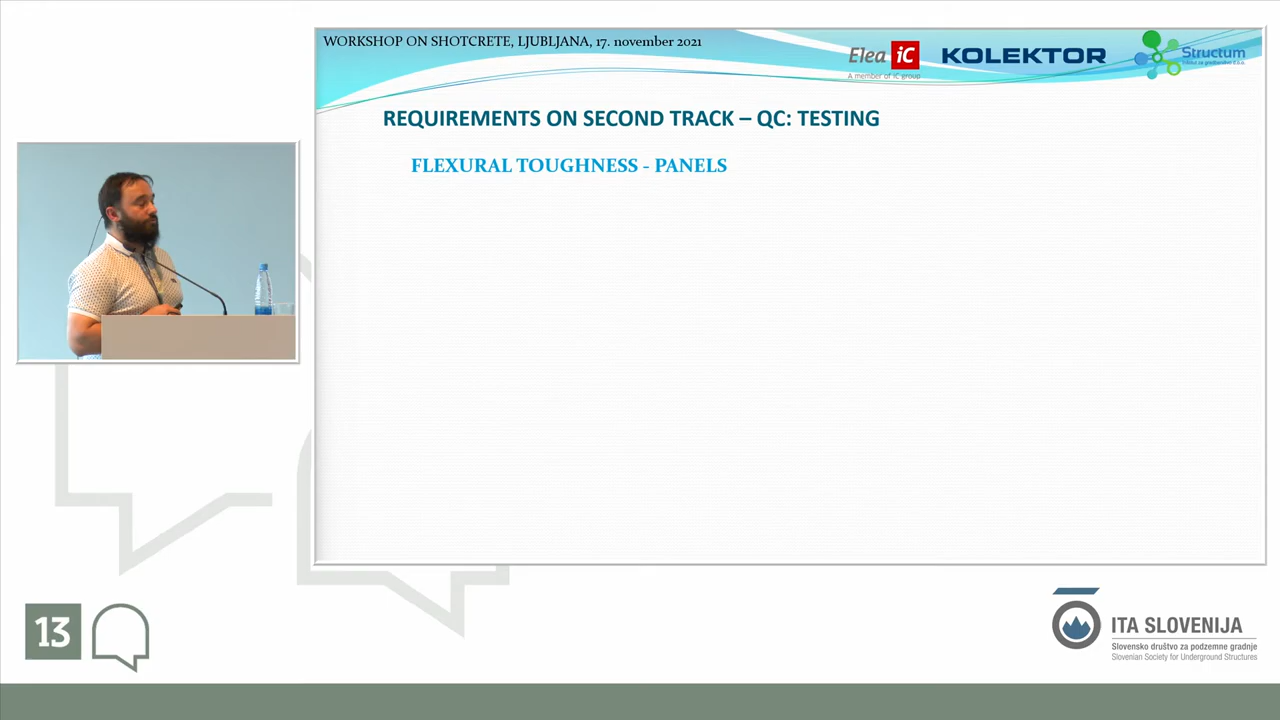 WORKSHOP ON SHOTCRETE, LJUBLJANA, 17. november 2021
Elea iC
A member of iC group
KOLEKTOR
Structum
REQUIREMENTS ON SECOND TRACK – QC: TESTING
FLEXURAL TOUGHNESS - PANELS
13
ITA SLOVENIJA
Slovensko društvo za podzemne gradnje
Slovenian Society for Underground Structures